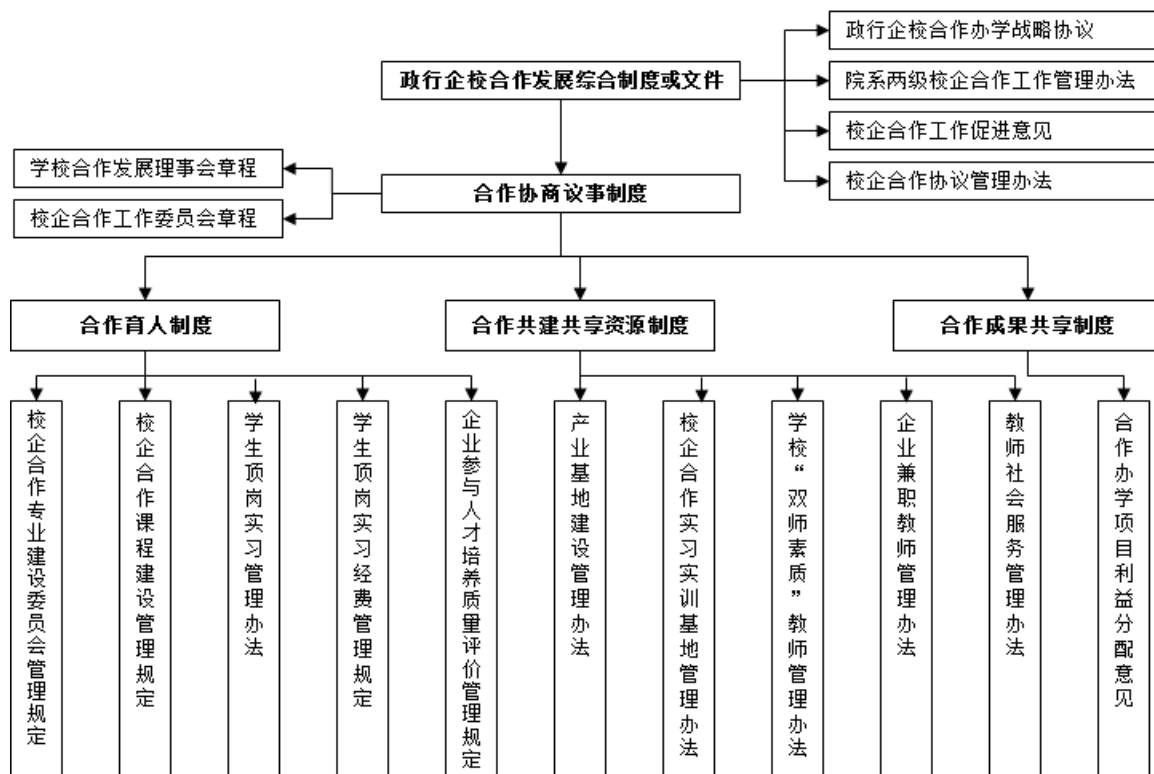 政行企校合作办学战略协议
政行企校合作发展综合制度或文件
院系两级校企合作工作管理办法
校企合作工作促进意见
学校合作发展理事会章程
校企合作协议管理办法
合作协商议事制度
校企合作工作委员会章程
合作育人制度
合作共建共享资源制度
合作成果共享制度
校企合作专业建设委员会管理规定
校企合作课程建设管理规定
学生顶岗实习管理办法
学生顶岗实习经费管理规定
企业参与人才培养质量评价管理规定
产业基地建设管理办法
校企合作实习实训基地管理办法
学校“双师素质”教师管理办法
企业兼职教师管理办法
教师社会服务管理办法
合作办学项目利益分配意见